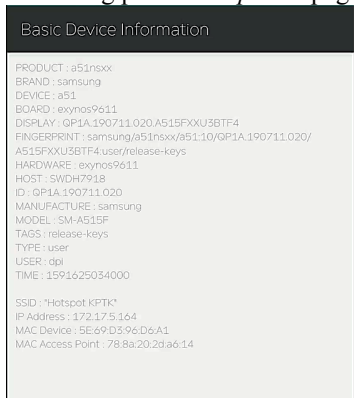 Basic Device Information
PRODUCT : a51nsxx
BRAND : samsung
DEVICE : a51
BOARD : exynos9611
DISPLAY : QP1A.190711.020.A515FXXU3BTF4
FINGERPRINT : samsung/a51nsxx/a51:10/QP1A.190711.020/
A515FXXU3BTF4:user/release-keys
HARDWARE : exynos9611
HOST : SWDH7918
ID : QP1A.190711.020
MANUFACTURE : samsung
MODEL : SM-A515F
TAGS : release-keys
TYPE : user
USER : dpi
TIME : 1591625034000
SSID : "Hotspot KPTK"
IP Address : 172.17.5.164
MAC Device : 5E:69:D3:96:D6:A1
MAC Access Point : 78:8a:20:2d:a6:14